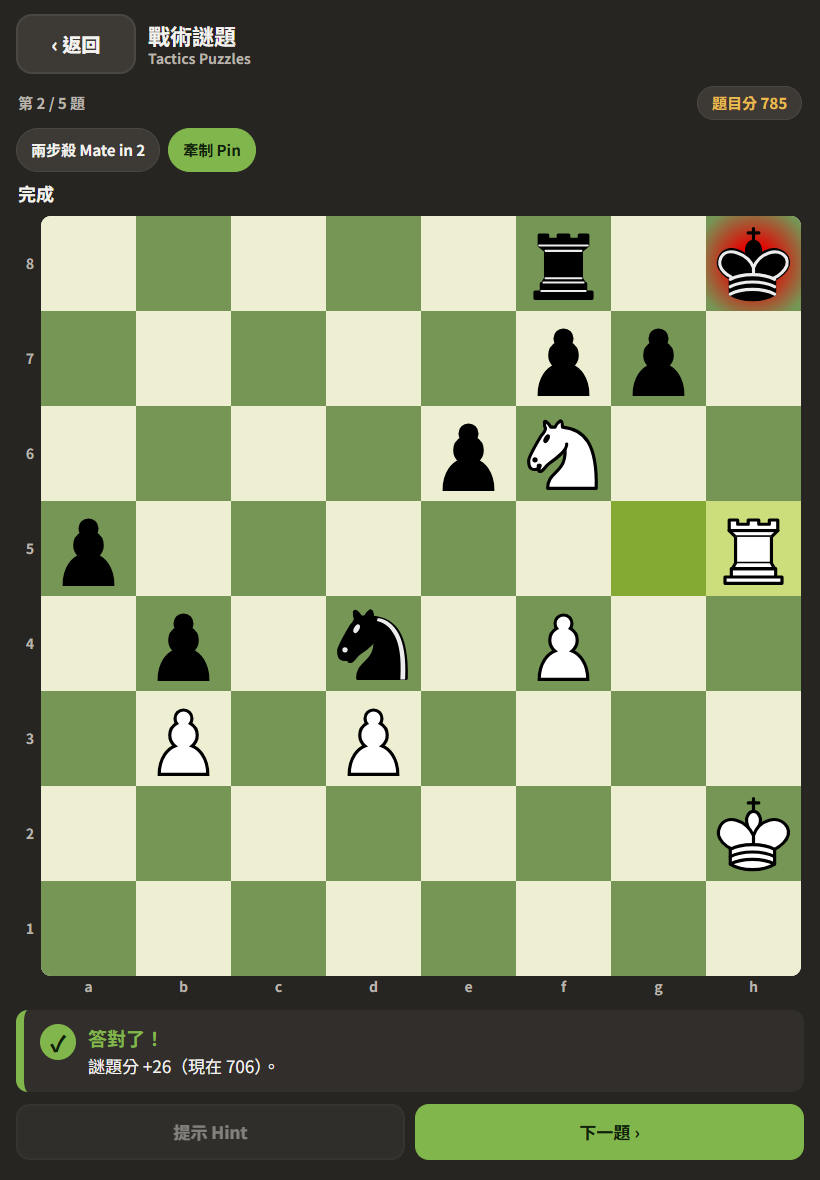 ‹ 返回
戰術謎題
Tactics Puzzles
第 2 / 5 題
題目分 785
兩步殺 Mate in 2
牽制 Pin
完成
8
7
6
5
4
3
2
1
a b c d e f g h
答對了！
謎題分 +26（現在 706）。
提示 Hint
下一題 ›